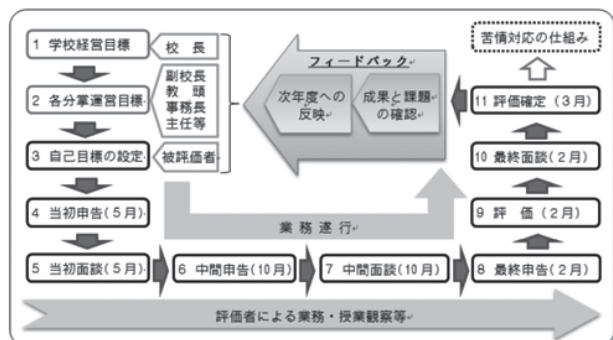 1 学校経営目標
校長
2 各分掌運営目標
副校長
教頭
事務長
主任等
3 自己目標の設定
被評価者
4 当初申告(5月)
5 当初面談(5月)
6 中間申告(10月)
7 中間面談(10月)
8 最終申告(2月)
9 評価(2月)
10 最終面談(2月)
11 評価確定(3月)
苦情対応の仕組み
フィードバック
成果と課題
の確認
次年度への
反映
業務遂行
評価者による業務・授業観察等